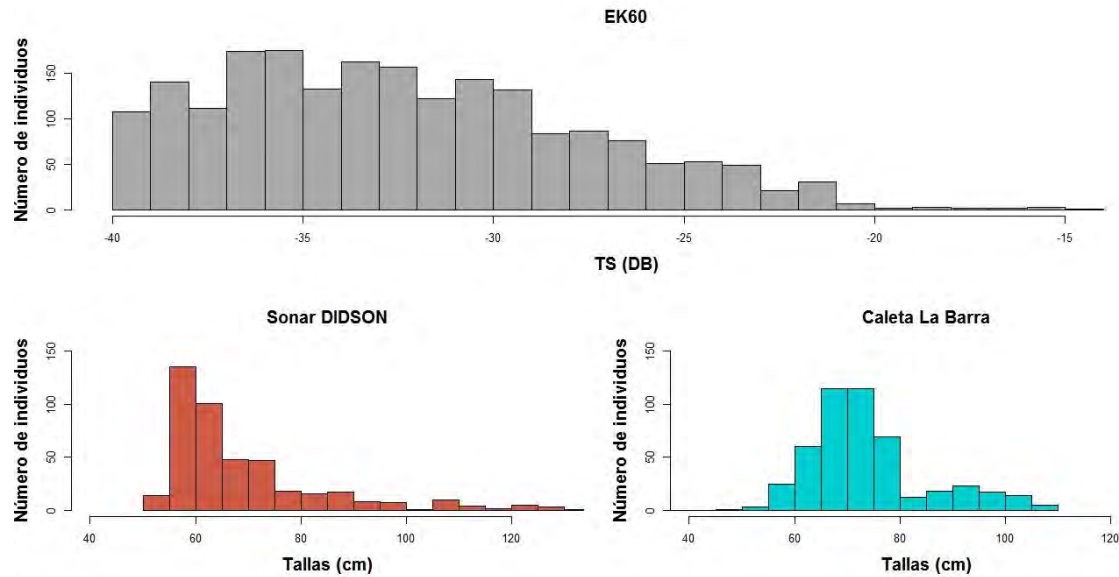 EK60
Número de individuos
150
100
50
0
-40 -35 -30 -25 -20 -15
TS (DB)
Sonar DIDSON
Número de individuos
150
100
50
0
40 60 80 100 120
Tallas (cm)
Caleta La Barra
Número de individuos
150
100
50
0
40 60 80 100 120
Tallas (cm)